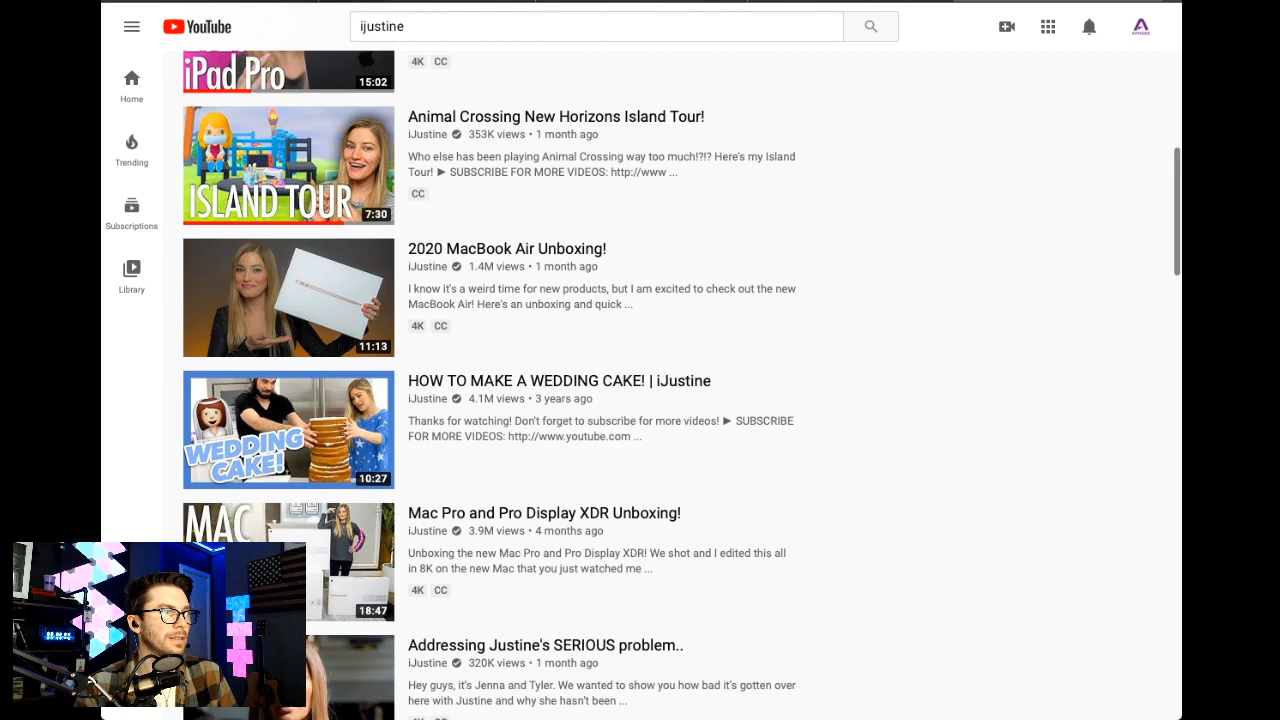 YouTube
ijustine
APOGEE
Home
Trending
Subscriptions
Library
iPad Pro
15:02
4K CC
ISLAND TOUR
7:30
Animal Crossing New Horizons Island Tour!
iJustine 353K views • 1 month ago
Who else has been playing Animal Crossing way too much!?!? Here's my Island
Tour! ► SUBSCRIBE FOR MORE VIDEOS: http://www ...
CC
11:13
2020 MacBook Air Unboxing!
iJustine 1.4M views • 1 month ago
I know it's a weird time for new products, but I am excited to check out the new
MacBook Air! Here's an unboxing and quick ...
4K CC
WEDDING
CAKE!
10:27
HOW TO MAKE A WEDDING CAKE! | iJustine
iJustine 4.1M views • 3 years ago
Thanks for watching! Don't forget to subscribe for more videos! ► SUBSCRIBE
FOR MORE VIDEOS: http://www.youtube.com ...
MAC
18:47
Mac Pro and Pro Display XDR Unboxing!
iJustine 3.9M views • 4 months ago
Unboxing the new Mac Pro and Pro Display XDR! We shot and I edited this all
in 8K on the new Mac that you just watched me ...
4K CC
Addressing Justine's SERIOUS problem..
iJustine 320K views • 1 month ago
Hey guys, it's Jenna and Tyler. We wanted to show you how bad it's gotten over
here with Justine and why she hasn't been ...
4K CC